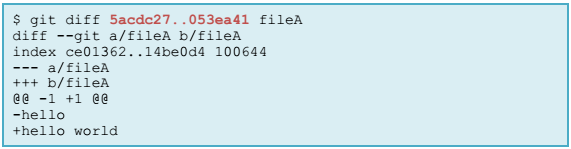 $ git diff 5acdc27..053ea41 fileA
diff --git a/fileA b/fileA
index ce01362..14be0d4 100644
--- a/fileA
+++ b/fileA
@@ -1 +1 @@
-hello
+hello world